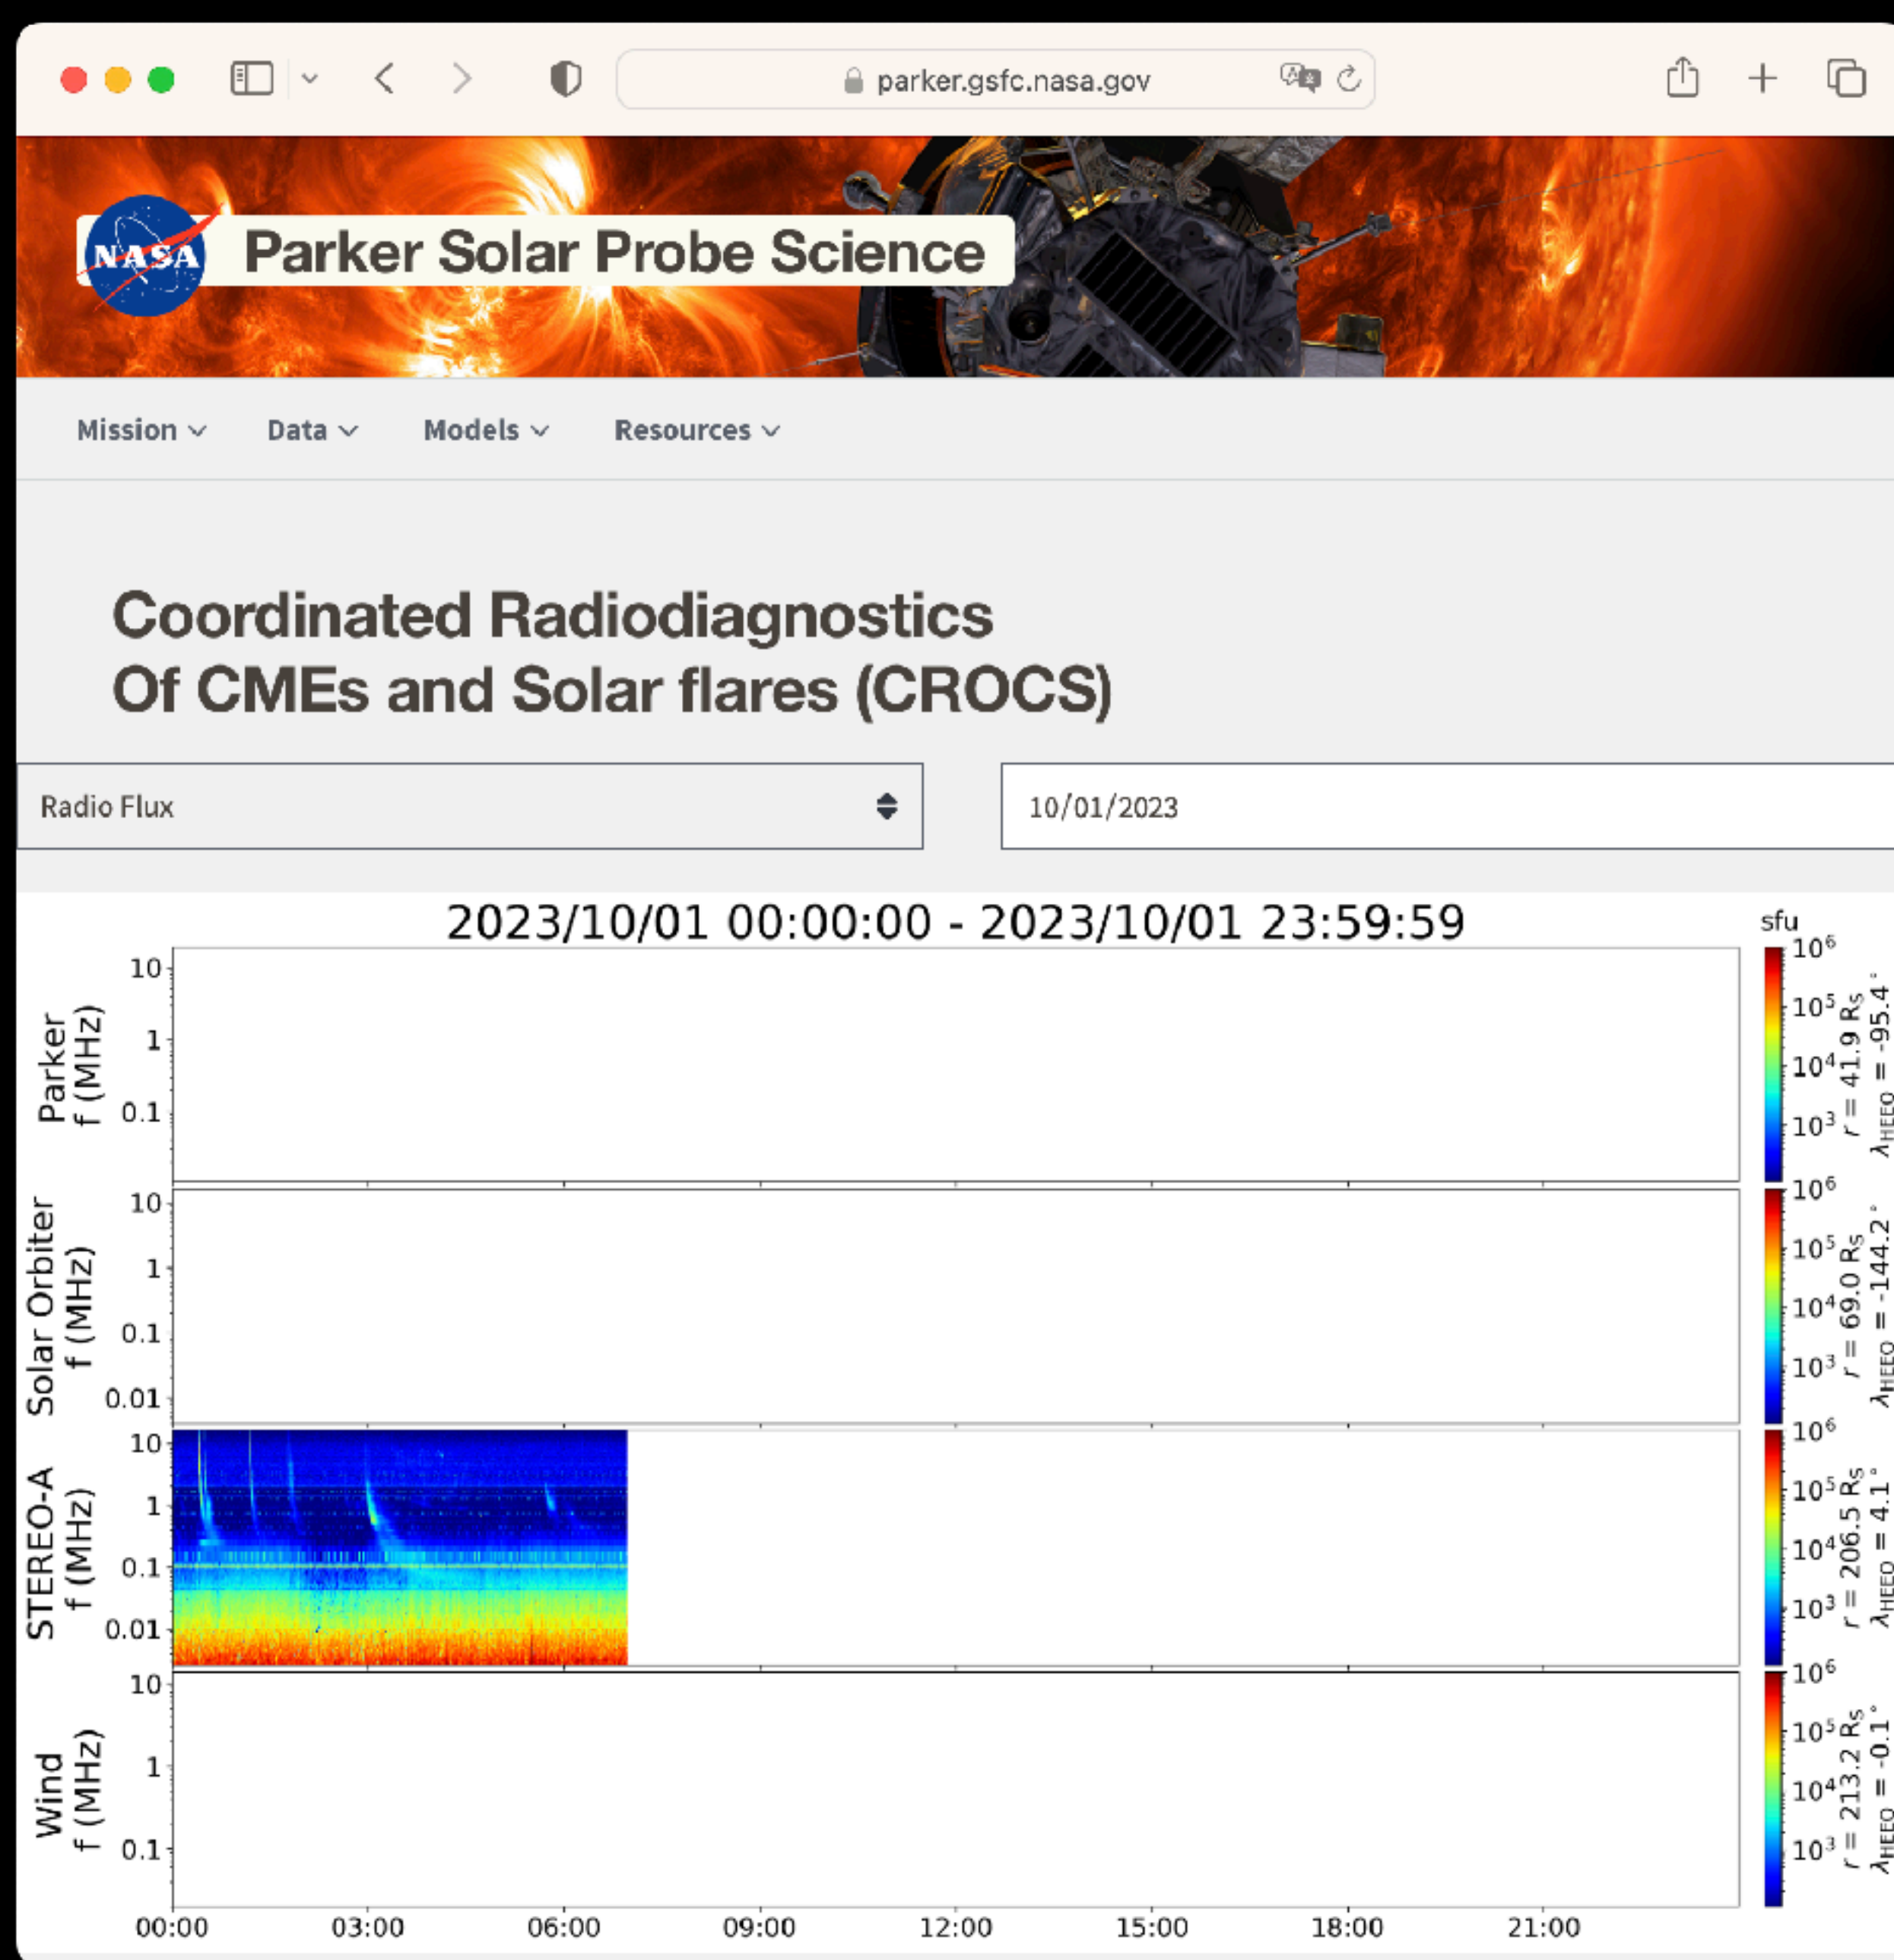 parker.gsfc.nasa.gov
NASA
Parker Solar Probe Science
Mission
Data
Models
Resources
Coordinated Radiodiagnostics
Of CMEs and Solar flares (CROCS)
Radio Flux
10/01/2023
2023/10/01 00:00:00 - 2023/10/01 23:59:59
sfu
Parker
f (MHz)
10
1
0.1
10⁶
10⁵
10⁴
10³
r = 41.9 Rₛ
λHEEQ = -95.4°
Solar Orbiter
f (MHz)
10
1
0.1
0.01
10⁶
10⁵
10⁴
10³
r = 69.0 Rₛ
λHEEQ = -144.2°
STEREO-A
f (MHz)
10
1
0.1
0.01
10⁶
10⁵
10⁴
10³
r = 206.5 Rₛ
λHEEQ = 4.1°
Wind
f (MHz)
10
1
0.1
10⁶
10⁵
10⁴
10³
r = 213.2 Rₛ
λHEEQ = -0.1°
00:00 03:00 06:00 09:00 12:00 15:00 18:00 21:00